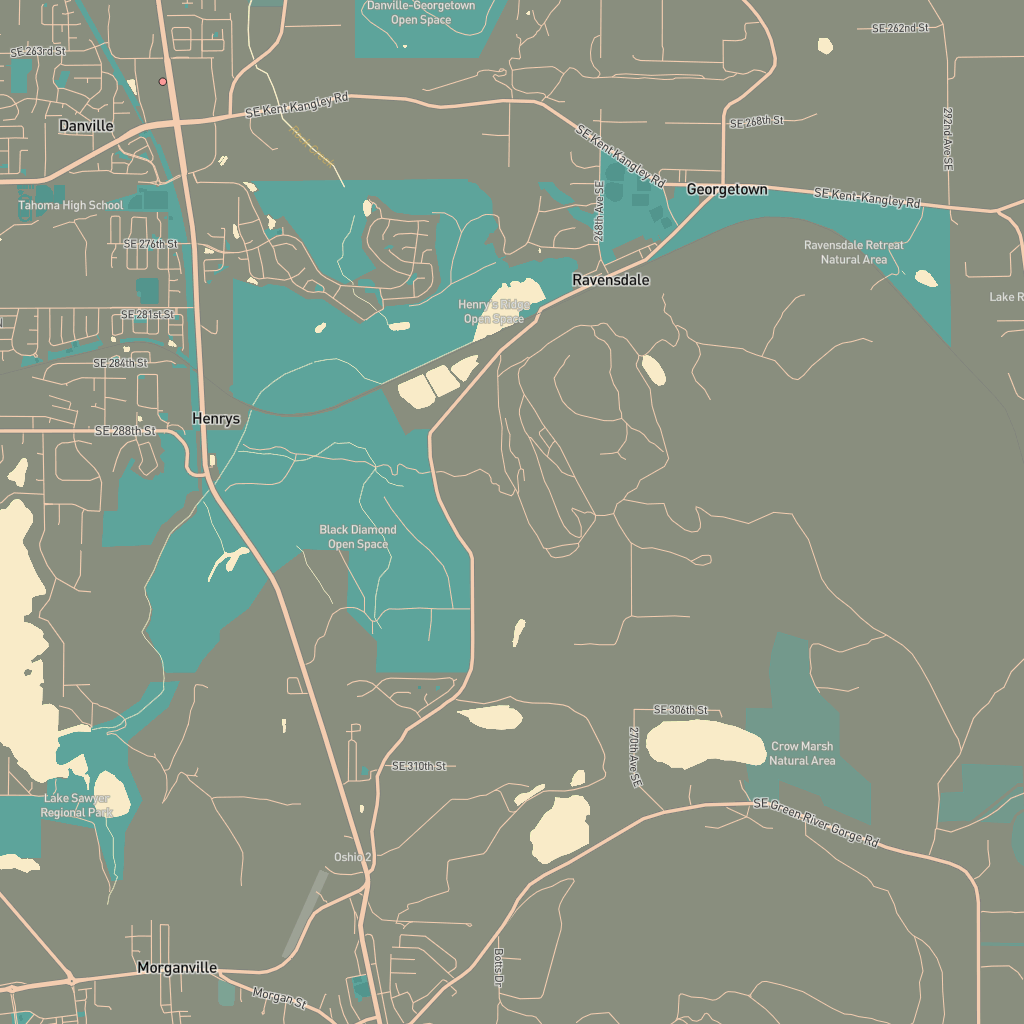 Danville-Georgetown
Open Space
SE 262nd St
SE 263rd St
SE Kent Kangley Rd
292nd Ave SE
SE 268th St
Danville
SE Kent Kangley Rd
Georgetown
SE Kent-Kangley Rd
Tahoma High School
268th Ave SE
SE 276th St
Ravensdale Retreat
Natural Area
Ravensdale
Lake R
Henry's Ridge
Open Space
SE 281st St
SE 284th St
Henrys
SE 288th St
Black Diamond
Open Space
SE 306th St
270th Ave SE
Crow Marsh
Natural Area
SE 310th St
Lake Sawyer
Regional Park
SE Green River Gorge Rd
Oshio 2
Morganville
Botts Dr
Morgan St